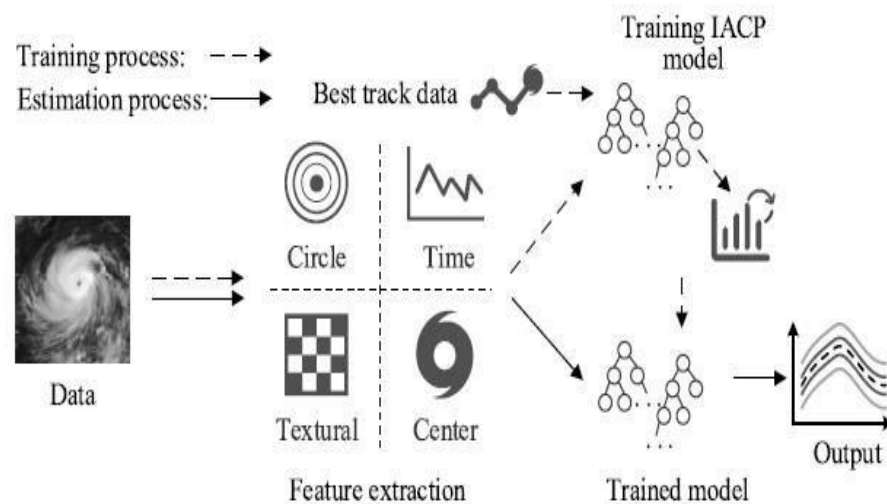 Training process:
Estimation process:
Best track data
Training IACP
model
Circle
Time
Data
Textural
Center
Output
Feature extraction
Trained model